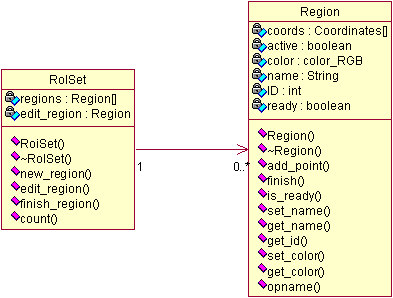 RoISet
regions : Region[]
edit_region : Region
RoiSet()
~RoISet()
new_region()
edit_region()
finish_region()
count()
1
0..*
Region
coords : Coordinates[]
active : boolean
color : color_RGB
name : String
ID : int
ready : boolean
Region()
~Region()
add_point()
finish()
is_ready()
set_name()
get_name()
get_id()
set_color()
get_color()
opname()